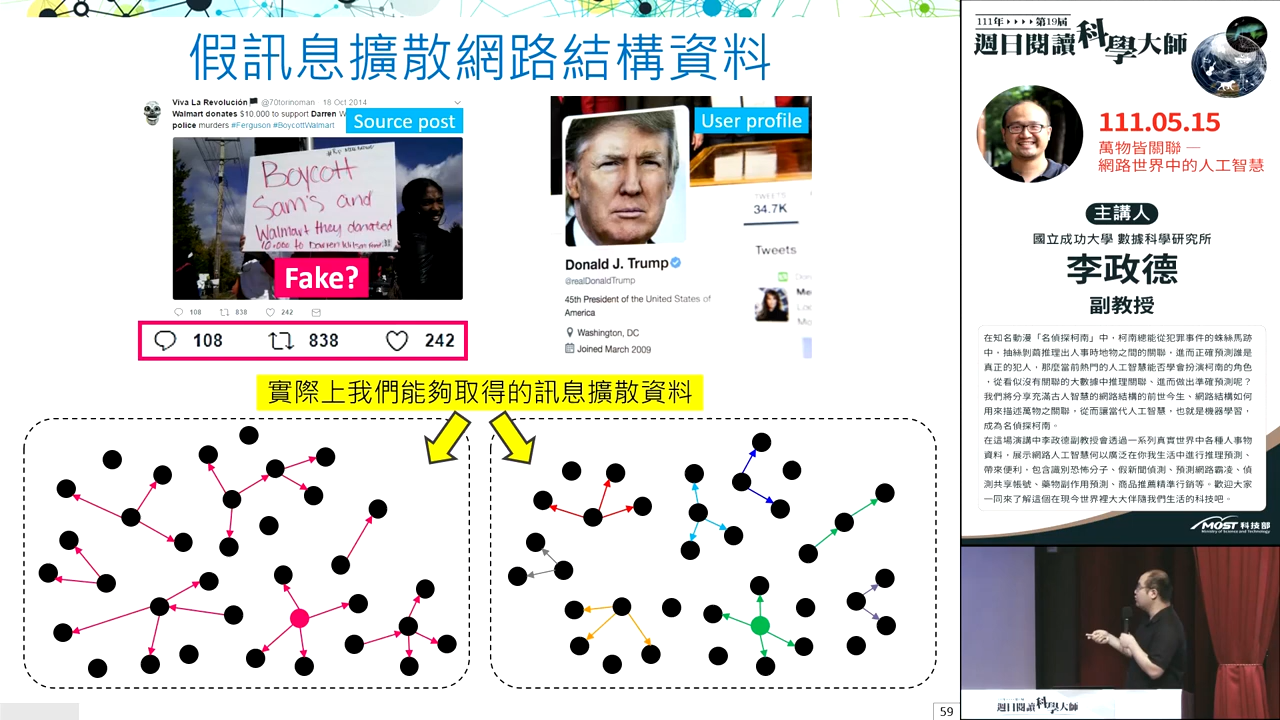 假訊息擴散網路結構資料
Viva La Revolución @70torinoman · 18 Oct 2014
Walmart donates $10.000 to support Darren W
police murders #Ferguson #BoycottWalmart
Source post
Boycott
Sam's and
Walmart they donated
10,000 to Darren Wilson
Fake?
108 838 242
108 838 242
User profile
TWEETS
34.7K
Tweets
Donald J. Trump
@realDonaldTrump
45th President of the United States of
America
Washington, DC
Joined March 2009
實際上我們能夠取得的訊息擴散資料
59
111年 第19屆
週日閱讀科學大師
111.05.15
萬物皆關聯 —
網路世界中的人工智慧
主講人
國立成功大學 數據科學研究所
李政德
副教授
在知名動漫「名偵探柯南」中，柯南總能從犯罪事件的蛛絲馬跡
中，抽絲剝繭推理出人事時地物之間的關聯，進而正確預測誰是
真正的犯人，那麼當前熱門的人工智慧能否學會扮演柯南的角色
，從看似沒有關聯的大數據中推理關聯、進而做出準確預測呢？
我們將分享充滿古人智慧的網路結構的前世今生、網路結構如何
用來描述萬物之關聯，從而讓當代人工智慧，也就是機器學習，
成為名偵探柯南。
在這場演講中李政德副教授會透過一系列真實世界中各種人事物
資料，展示網路人工智慧何以廣泛在你我生活中進行推理預測、
帶來便利，包含識別恐怖分子、假新聞偵測、預測網路霸凌、偵
測共享帳號、藥物副作用預測、商品推薦精準行銷等。歡迎大家
一同來了解這個在現今世界裡大大伴隨我們生活的科技吧。
MOST 科技部
Ministry of Science and Technology
週日閱讀科學大師